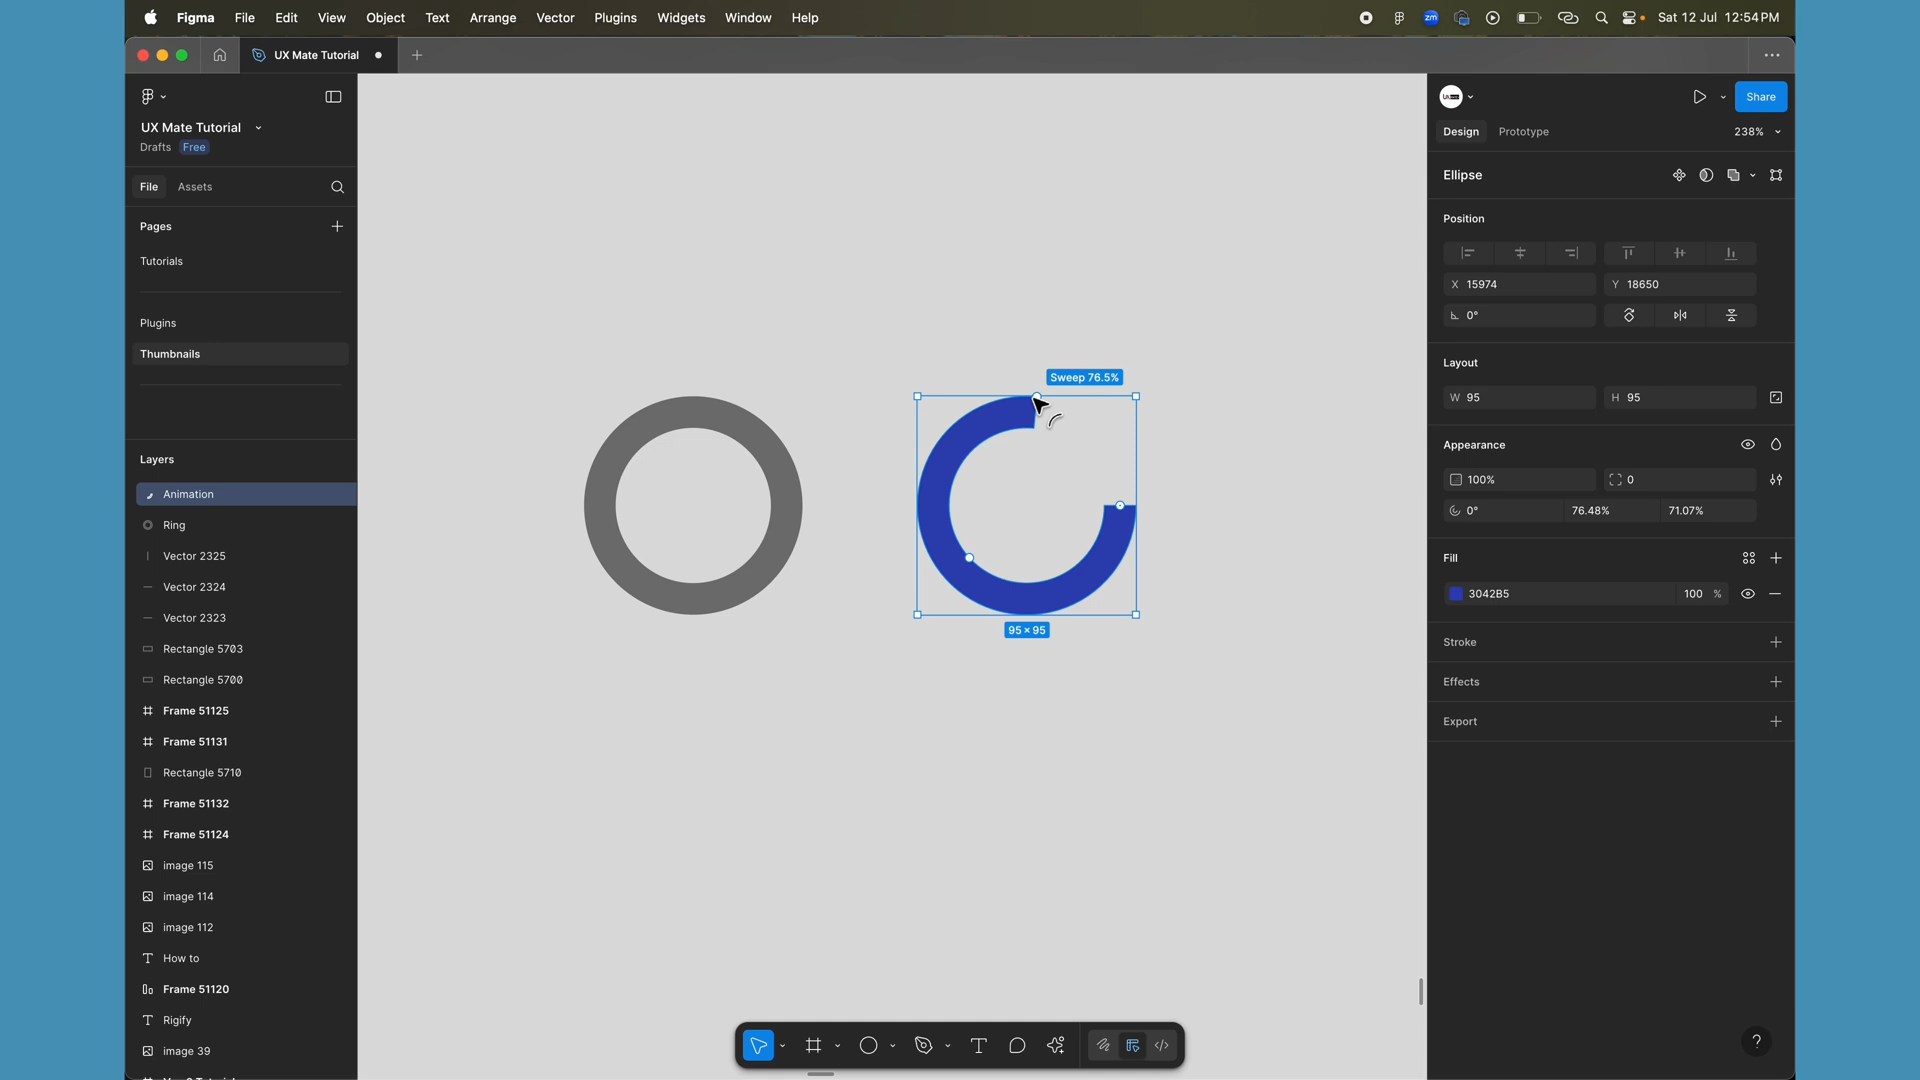 Figma File Edit View Object Text Arrange Vector Plugins Widgets Window Help
zm
Sat 12 Jul 12:54 PM
UX Mate Tutorial
UX Mate Tutorial
Drafts Free
File Assets
Pages
Tutorials
Plugins
Thumbnails
Layers
Animation
Ring
Vector 2325
Vector 2324
Vector 2323
Rectangle 5703
Rectangle 5700
Frame 51125
Frame 51131
Rectangle 5710
Frame 51132
Frame 51124
image 115
image 114
image 112
How to
Frame 51120
Rigify
image 39
Sweep 76.5%
95 × 95
Share
Design Prototype 238%
Ellipse
Position
X 15974 Y 18650
0°
Layout
W 95 H 95
Appearance
100% 0
0° 76.48% 71.07%
Fill
3042B5 100 %
Stroke
Effects
Export
?